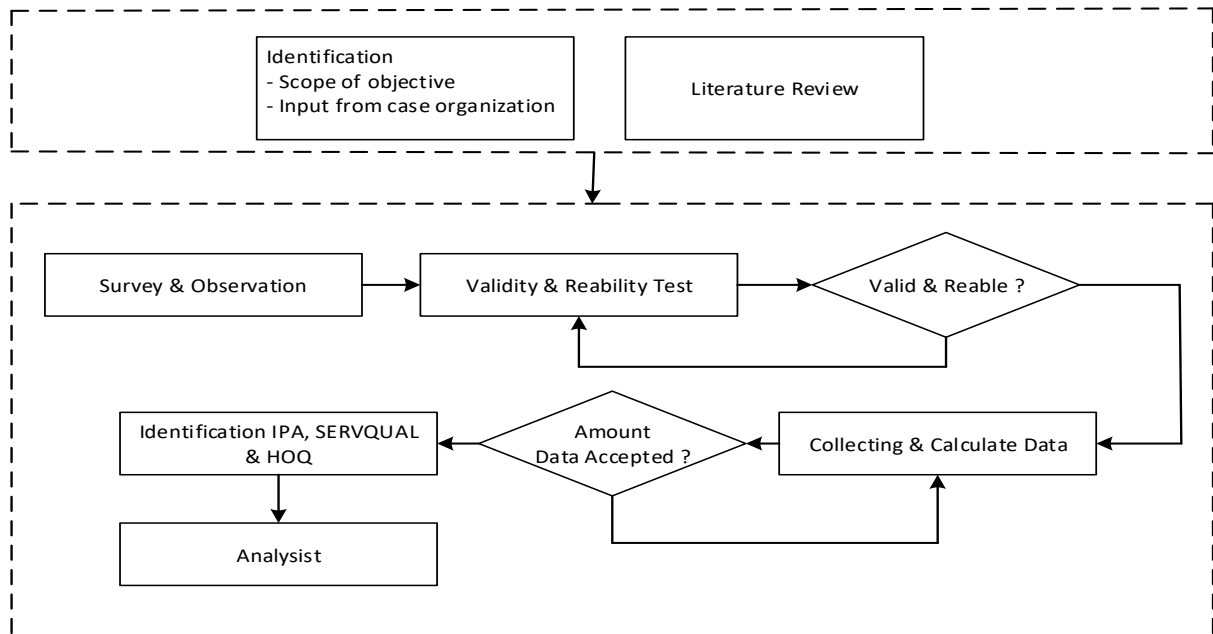 Identification
- Scope of objective
- Input from case organization
Literature Review
Survey & Observation
Validity & Reability Test
Valid & Reable ?
Identification IPA, SERVQUAL
& HOQ
Amount
Data Accepted ?
Collecting & Calculate Data
Analysist